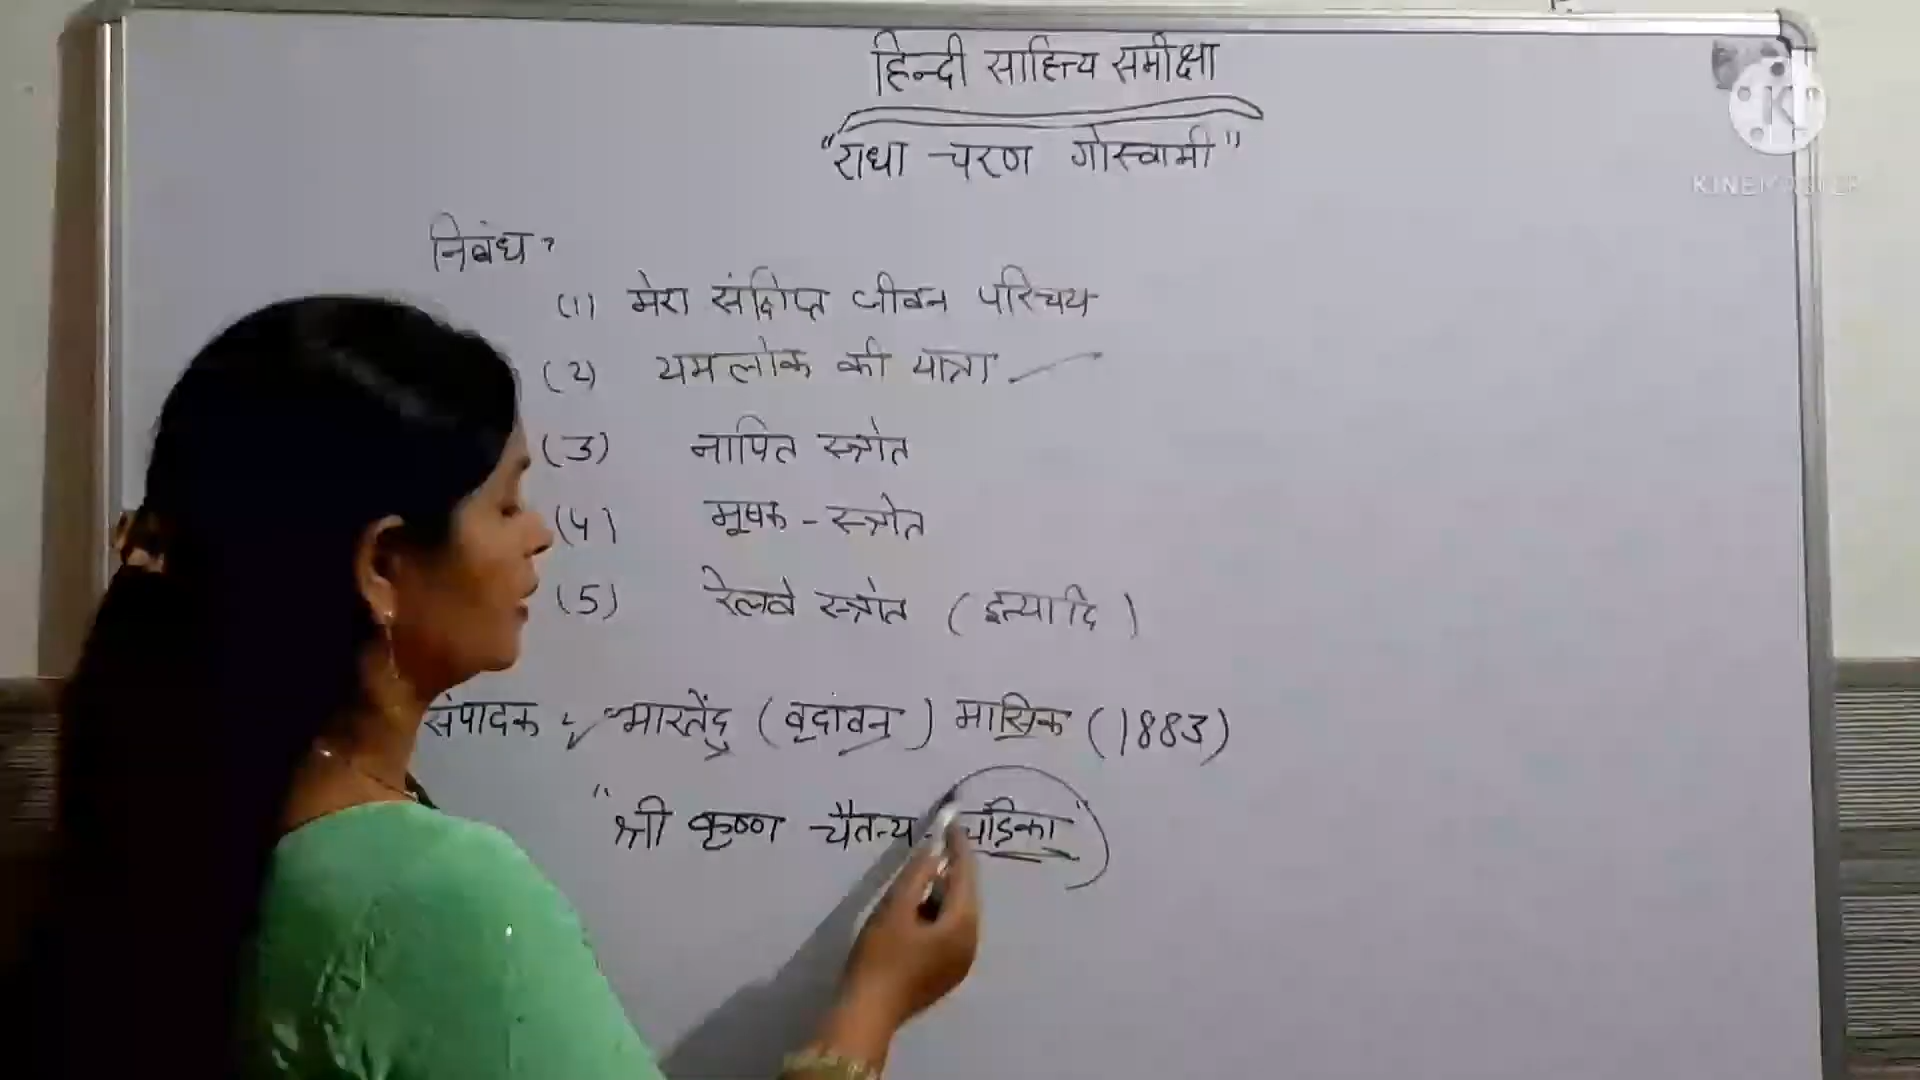 हिन्दी साहित्य समीक्षा
"राधा चरण गोस्वामी"
निबंध
(1) मेरा संक्षिप्त जीवन परिचय
(2) यमलोक की यात्रा
(3) नापित स्त्रोत
(4) मूषक - स्त्रोत
(5) रेलवे स्त्रोत (इत्यादि)
संपादक भारतेंदु (वृदांवन) मासिक (1883)
"श्री कृष्ण चैतन्य - चंद्रिका"
KINEMASTER